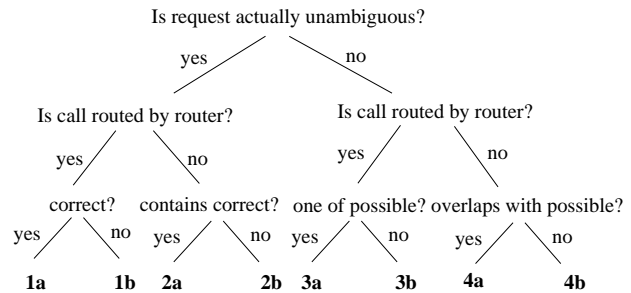 Is request actually unambiguous?
yes no
Is call routed by router? Is call routed by router?
yes no yes no
correct? contains correct? one of possible? overlaps with possible?
yes no yes no yes no yes no
1a 1b 2a 2b 3a 3b 4a 4b